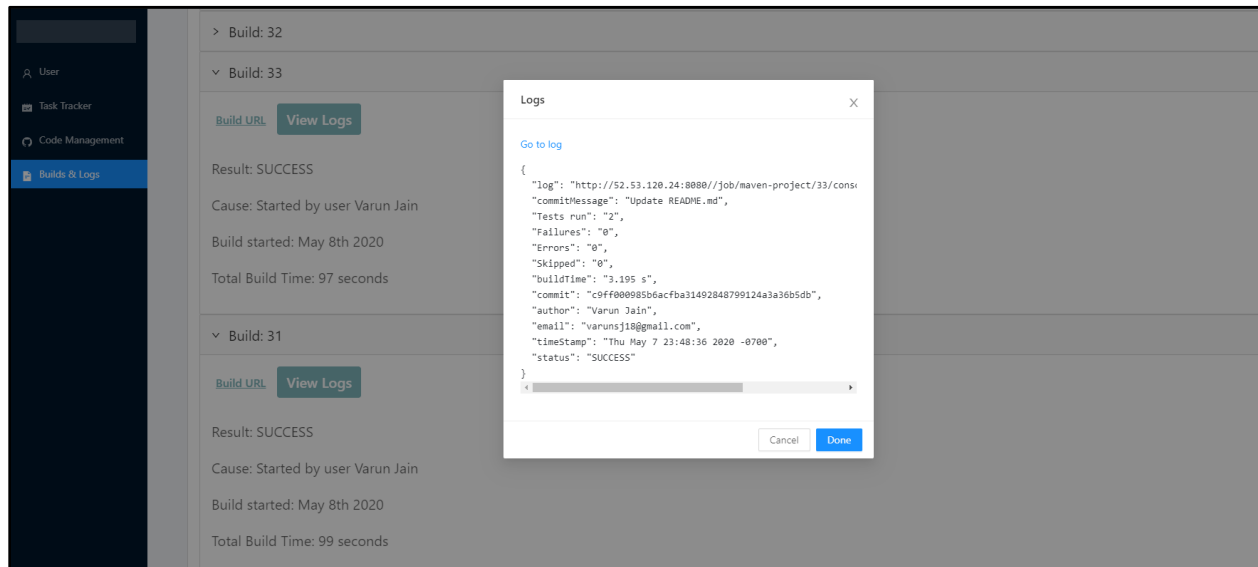 User
Task Tracker
Code Management
Builds & Logs
Build: 32
Build: 33
Build URL View Logs
Result: SUCCESS
Cause: Started by user Varun Jain
Build started: May 8th 2020
Total Build Time: 97 seconds
Build: 31
Build URL View Logs
Result: SUCCESS
Cause: Started by user Varun Jain
Build started: May 8th 2020
Total Build Time: 99 seconds
Logs
Go to log
{
"log": "http://52.53.120.24:8080//job/maven-project/33/conso
"commitMessage": "Update README.md",
"Tests run": "2",
"Failures": "0",
"Errors": "0",
"Skipped": "0",
"buildTime": "3.195 s",
"commit": "c9ff000985b6acfba31492848799124a3a36b5db",
"author": "Varun Jain",
"email": "varunsj18@gmail.com",
"timeStamp": "Thu May 7 23:48:36 2020 -0700",
"status": "SUCCESS"
}
Cancel Done